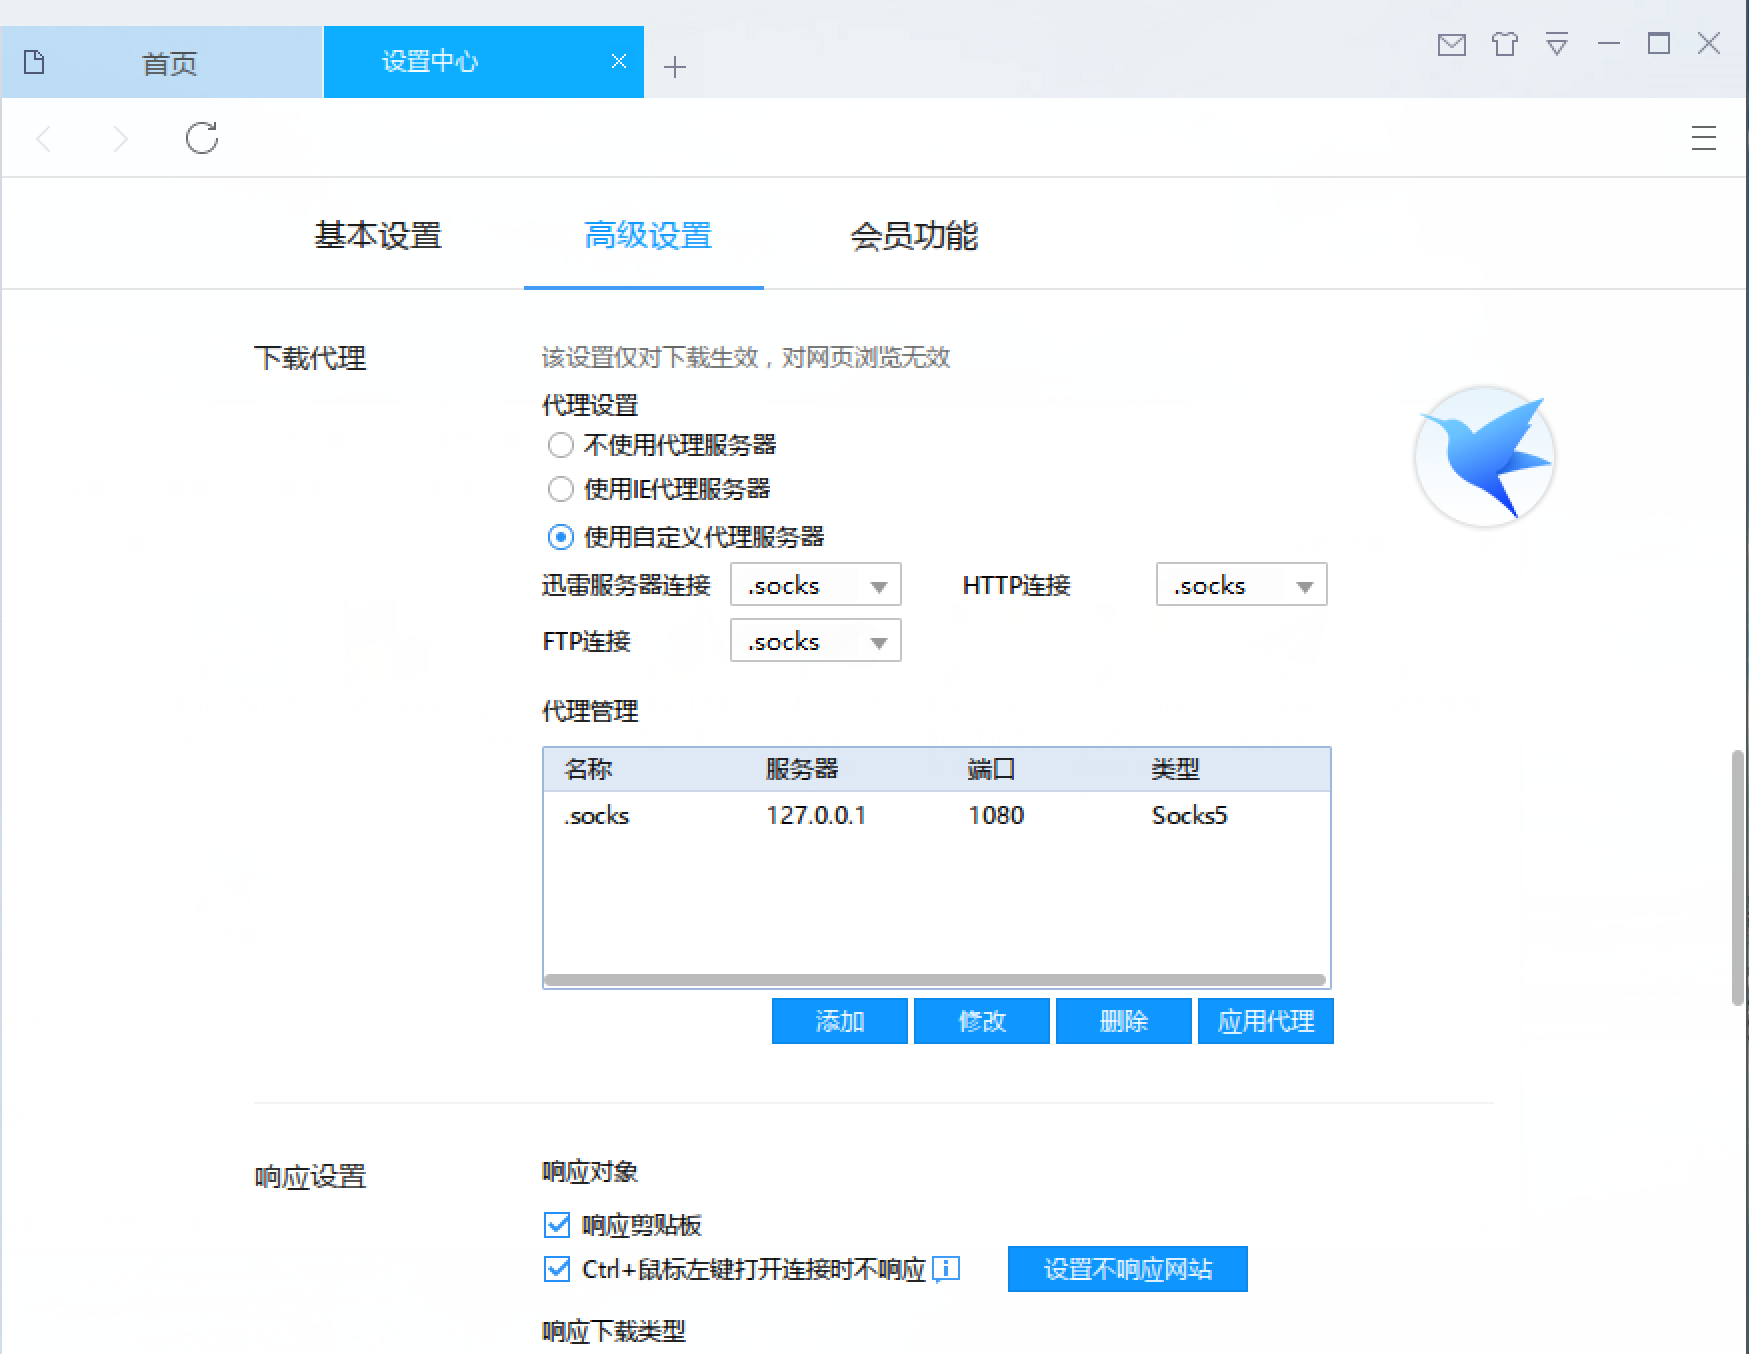 首页
设置中心
基本设置
高级设置
会员功能
下载代理
该设置仅对下载生效，对网页浏览无效
代理设置
不使用代理服务器
使用IE代理服务器
使用自定义代理服务器
迅雷服务器连接 .socks HTTP连接 .socks
FTP连接 .socks
代理管理
名称 服务器 端口 类型
.socks 127.0.0.1 1080 Socks5
添加 修改 删除 应用代理
响应设置
响应对象
响应剪贴板
Ctrl+鼠标左键打开连接时不响应 设置不响应网站
响应下载类型